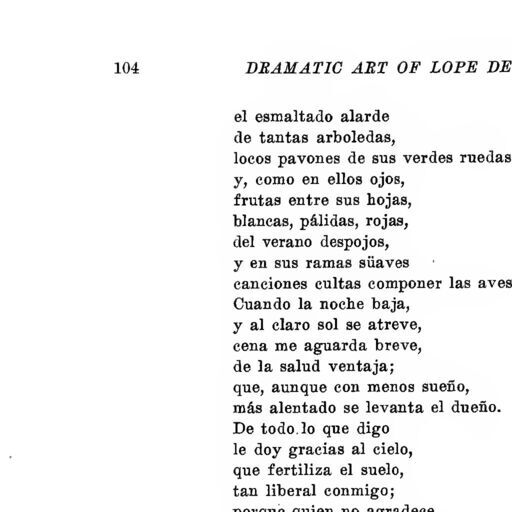 104 DRAMATIC ART OF LOPE DE
el esmaltado alarde
de tantas arboledas,
locos pavones de sus verdes ruedas
y, como en ellos ojos,
frutas entre sus hojas,
blancas, pálidas, rojas,
del verano despojos,
y en sus ramas süaves
canciones cultas componer las aves
Cuando la noche baja,
y al claro sol se atreve,
cena me aguarda breve,
de la salud ventaja;
que, aunque con menos sueño,
más alentado se levanta el dueño.
De todo lo que digo
le doy gracias al cielo,
que fertiliza el suelo,
tan liberal conmigo;
porque quien no agradece